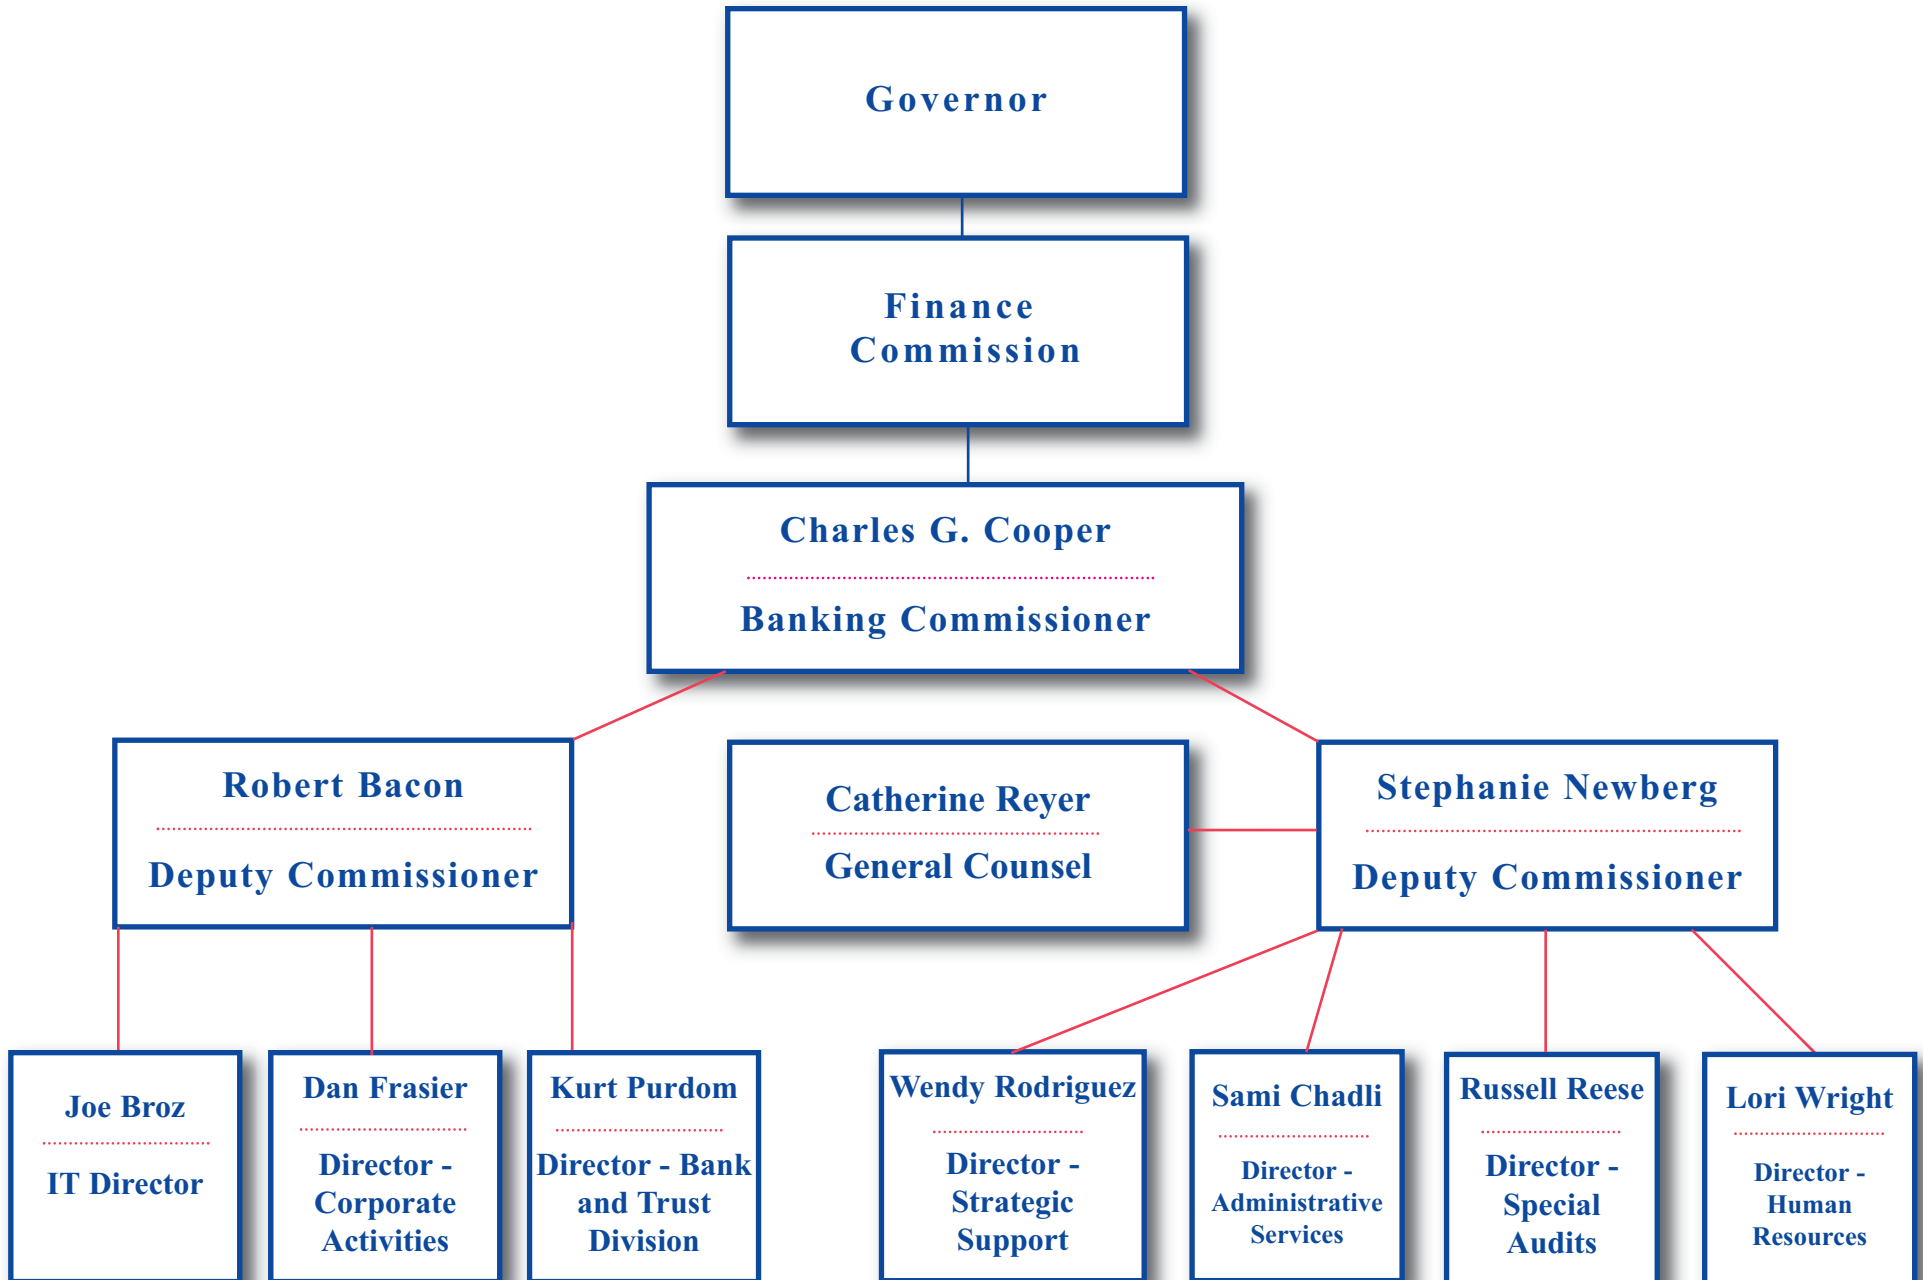 Governor
Finance
Commission
Charles G. Cooper
Banking Commissioner
Robert Bacon
Deputy Commissioner
Catherine Reyer
General Counsel
Stephanie Newberg
Deputy Commissioner
Joe Broz
IT Director
Dan Frasier
Director -
Corporate
Activities
Kurt Purdom
Director - Bank
and Trust
Division
Wendy Rodriguez
Director -
Strategic
Support
Sami Chadli
Director -
Administrative
Services
Russell Reese
Director -
Special
Audits
Lori Wright
Director -
Human
Resources